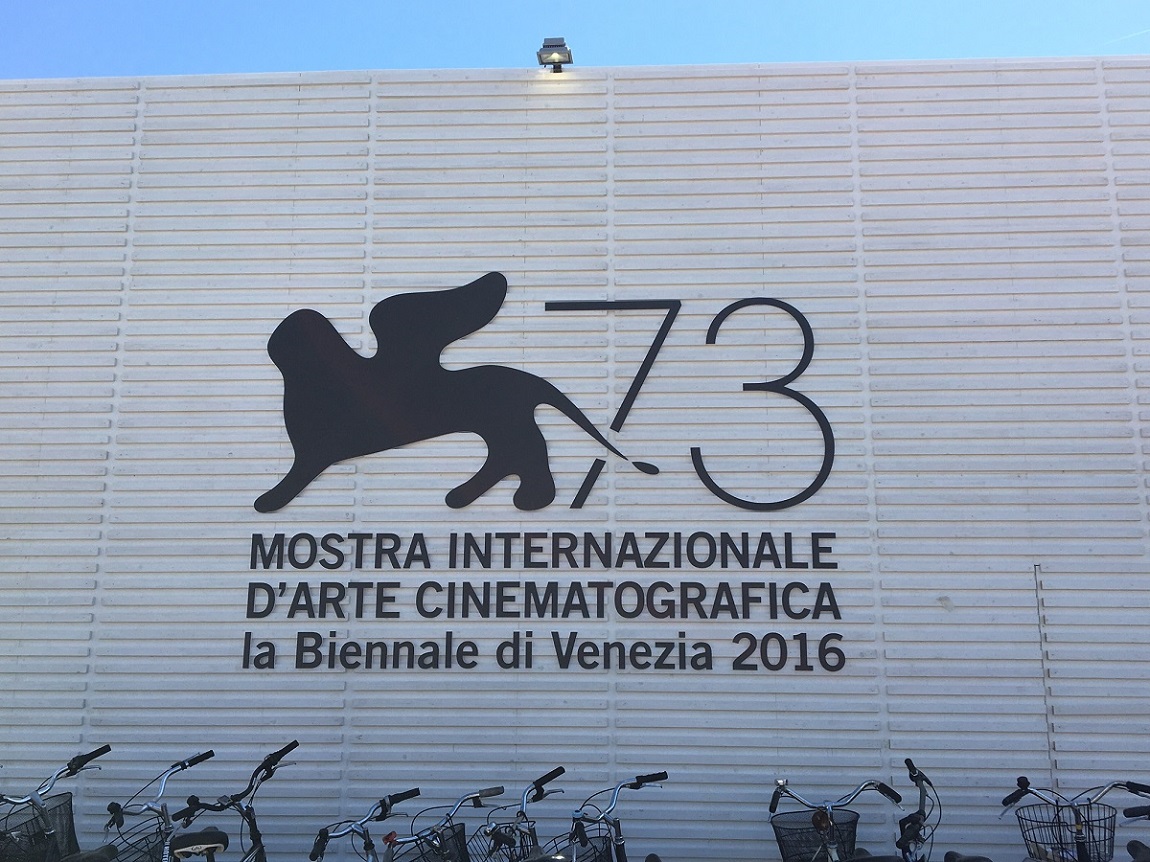 73
MOSTRA INTERNAZIONALE
D'ARTE CINEMATOGRAFICA
la Biennale di Venezia 2016